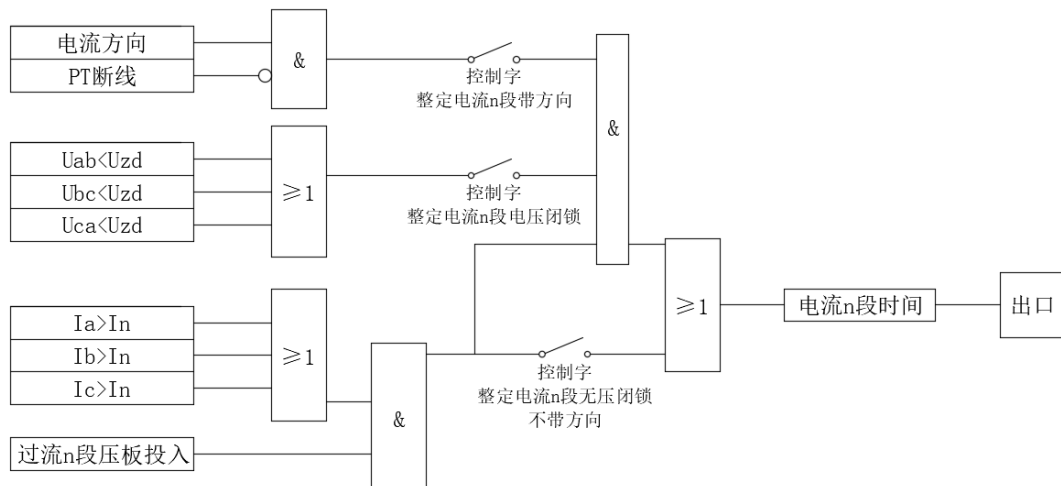 电流方向
PT断线
&
控制字
整定电流n段带方向
&
Uab<Uzd
Ubc<Uzd
Uca<Uzd
≥1
控制字
整定电流n段电压闭锁
Ia>In
Ib>In
Ic>In
≥1
≥1
电流n段时间
出口
控制字
整定电流n段无压闭锁
不带方向
&
过流n段压板投入